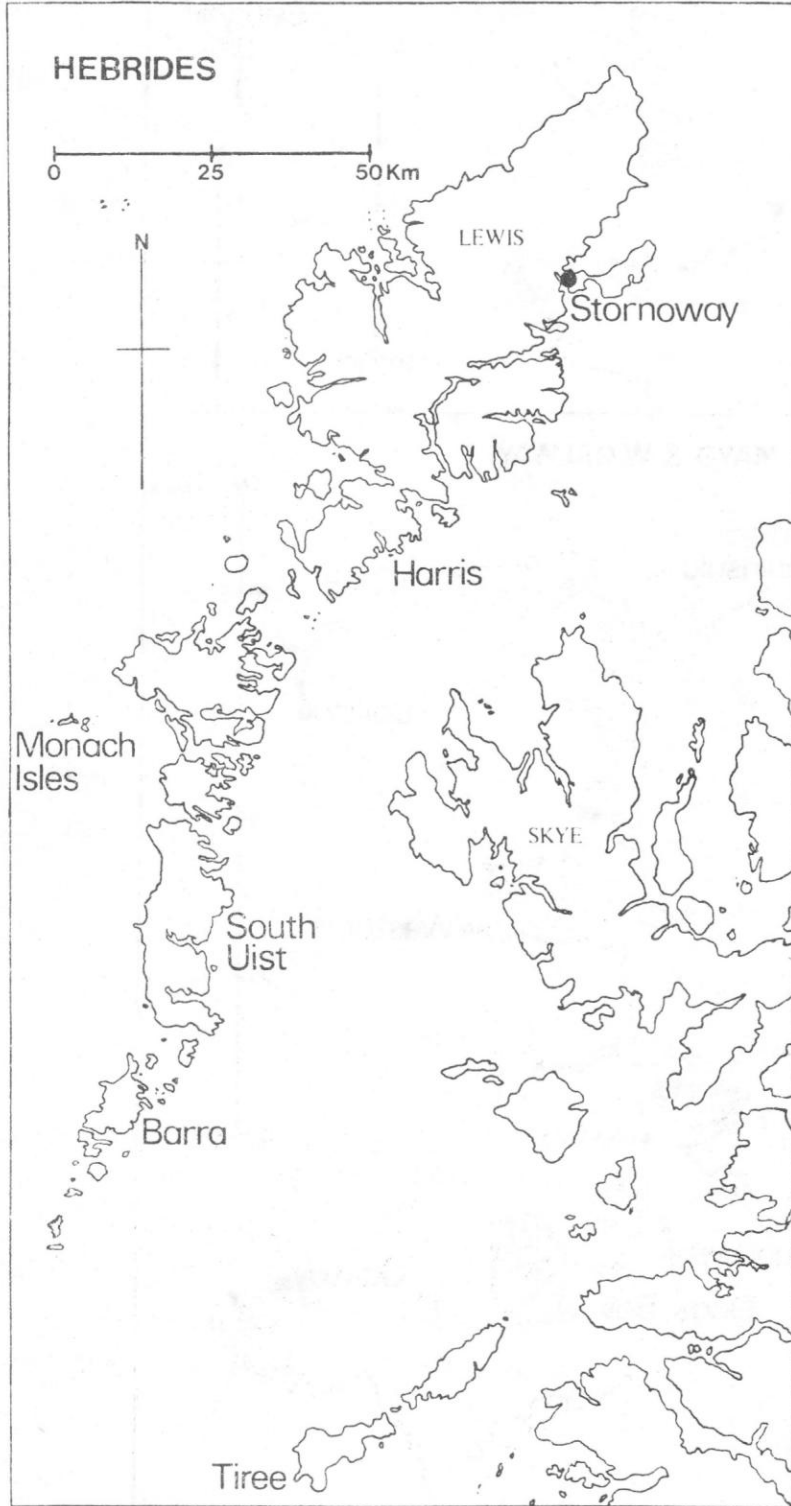 HEBRIDES
0 25 50 Km
N
LEWIS
Stornoway
Harris
Monach
Isles
SKYE
South
Uist
Barra
Tiree